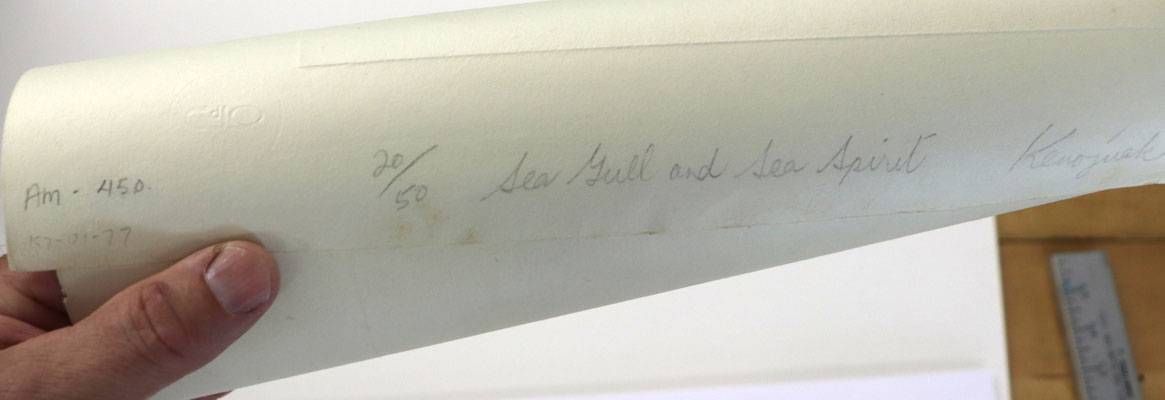 Am - 450.
20/50 Sea Gull and Sea Spirit Kenojuak